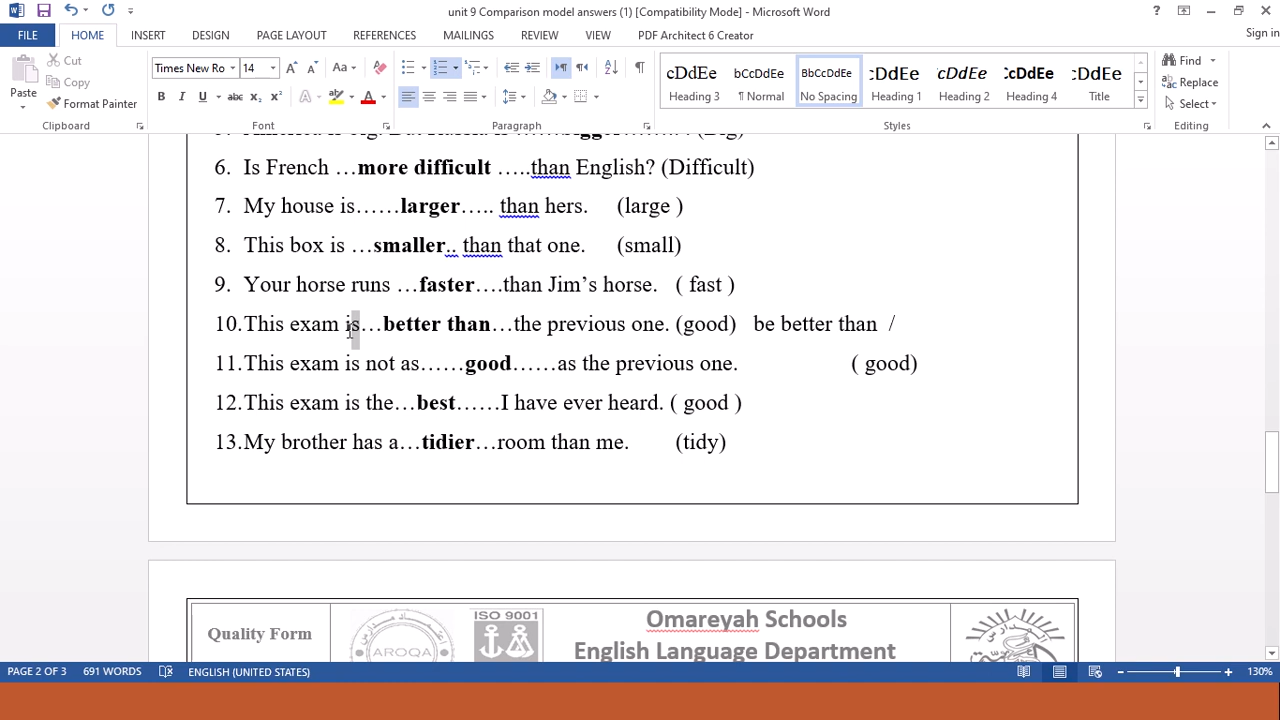 unit 9 Comparison model answers (1) [Compatibility Mode] - Microsoft Word
FILE HOME INSERT DESIGN PAGE LAYOUT REFERENCES MAILINGS REVIEW VIEW PDF Architect 6 Creator Sign in
Cut
Copy
Format Painter
Paste
Clipboard
Times New Ro 14
Font
Paragraph
cDdEe bCcDdEe BbCcDdEe cDdEe cDdEe cDdEe cDdEe
Heading 3 ¶ Normal No Spacing Heading 1 Heading 2 Heading 4 Title
Styles
Find
Replace
Select
Editing
6. Is French …more difficult …..than English? (Difficult)
7. My house is……larger….. than hers. (large )
8. This box is …smaller.. than that one. (small)
9. Your horse runs …faster….than Jim’s horse. ( fast )
10.This exam is…better than…the previous one. (good) be better than /
11.This exam is not as……good……as the previous one. ( good)
12.This exam is the…best……I have ever heard. ( good )
13.My brother has a…tidier…room than me. (tidy)
Quality Form
AROQA
ISO 9001
Omareyah Schools
English Language Department
PAGE 2 OF 3 691 WORDS ENGLISH (UNITED STATES) 130%